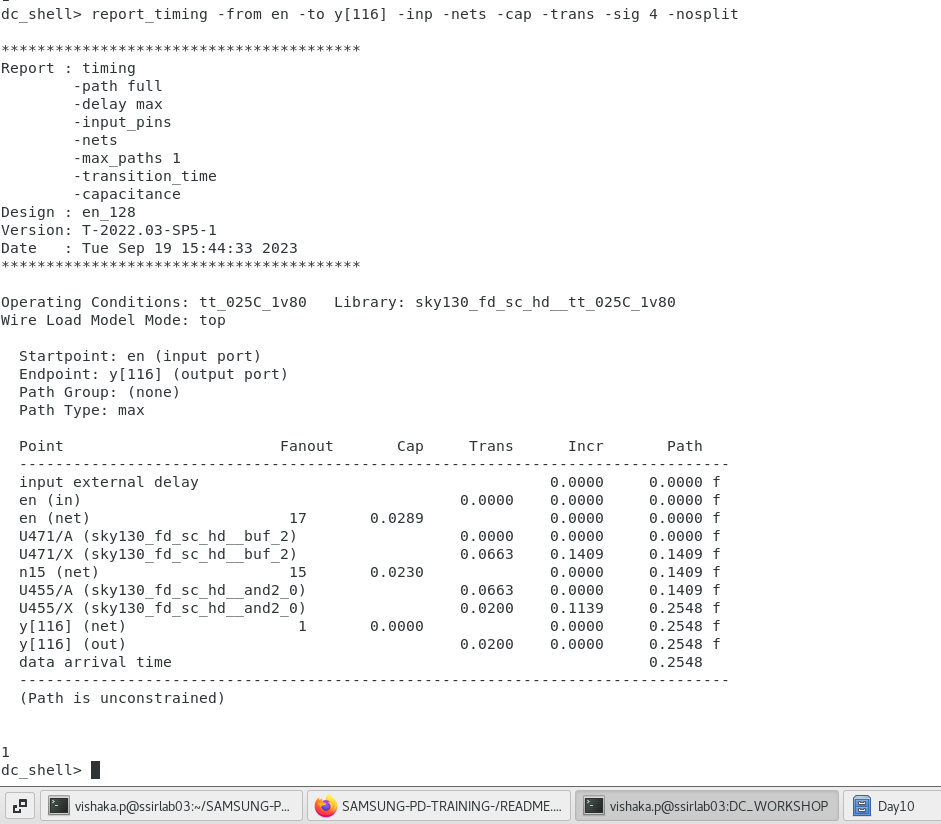 dc_shell> report_timing -from en -to y[116] -inp -nets -cap -trans -sig 4 -nosplit
****************************************
Report : timing
        -path full
        -delay max
        -input_pins
        -nets
        -max_paths 1
        -transition_time
        -capacitance
Design : en_128
Version: T-2022.03-SP5-1
Date   : Tue Sep 19 15:44:33 2023
****************************************
Operating Conditions: tt_025C_1v80   Library: sky130_fd_sc_hd__tt_025C_1v80
Wire Load Model Mode: top
  Startpoint: en (input port)
  Endpoint: y[116] (output port)
  Path Group: (none)
  Path Type: max
  Point                        Fanout       Cap     Trans      Incr       Path
  -------------------------------------------------------------------------------
  input external delay                                       0.0000     0.0000 f
  en (in)                                          0.0000    0.0000     0.0000 f
  en (net)                      17       0.0289              0.0000     0.0000 f
  U471/A (sky130_fd_sc_hd__buf_2)                  0.0000    0.0000     0.0000 f
  U471/X (sky130_fd_sc_hd__buf_2)                  0.0663    0.1409     0.1409 f
  n15 (net)                     15       0.0230              0.0000     0.1409 f
  U455/A (sky130_fd_sc_hd__and2_0)                 0.0663    0.0000     0.1409 f
  U455/X (sky130_fd_sc_hd__and2_0)                 0.0200    0.1139     0.2548 f
  y[116] (net)                   1       0.0000              0.0000     0.2548 f
  y[116] (out)                                     0.0200    0.0000     0.2548 f
  data arrival time                                                     0.2548
  -------------------------------------------------------------------------------
  (Path is unconstrained)
1
dc_shell>
vishaka.p@ssirlab03:~/SAMSUNG-P... SAMSUNG-PD-TRAINING-/README.... vishaka.p@ssirlab03:DC_WORKSHOP Day10